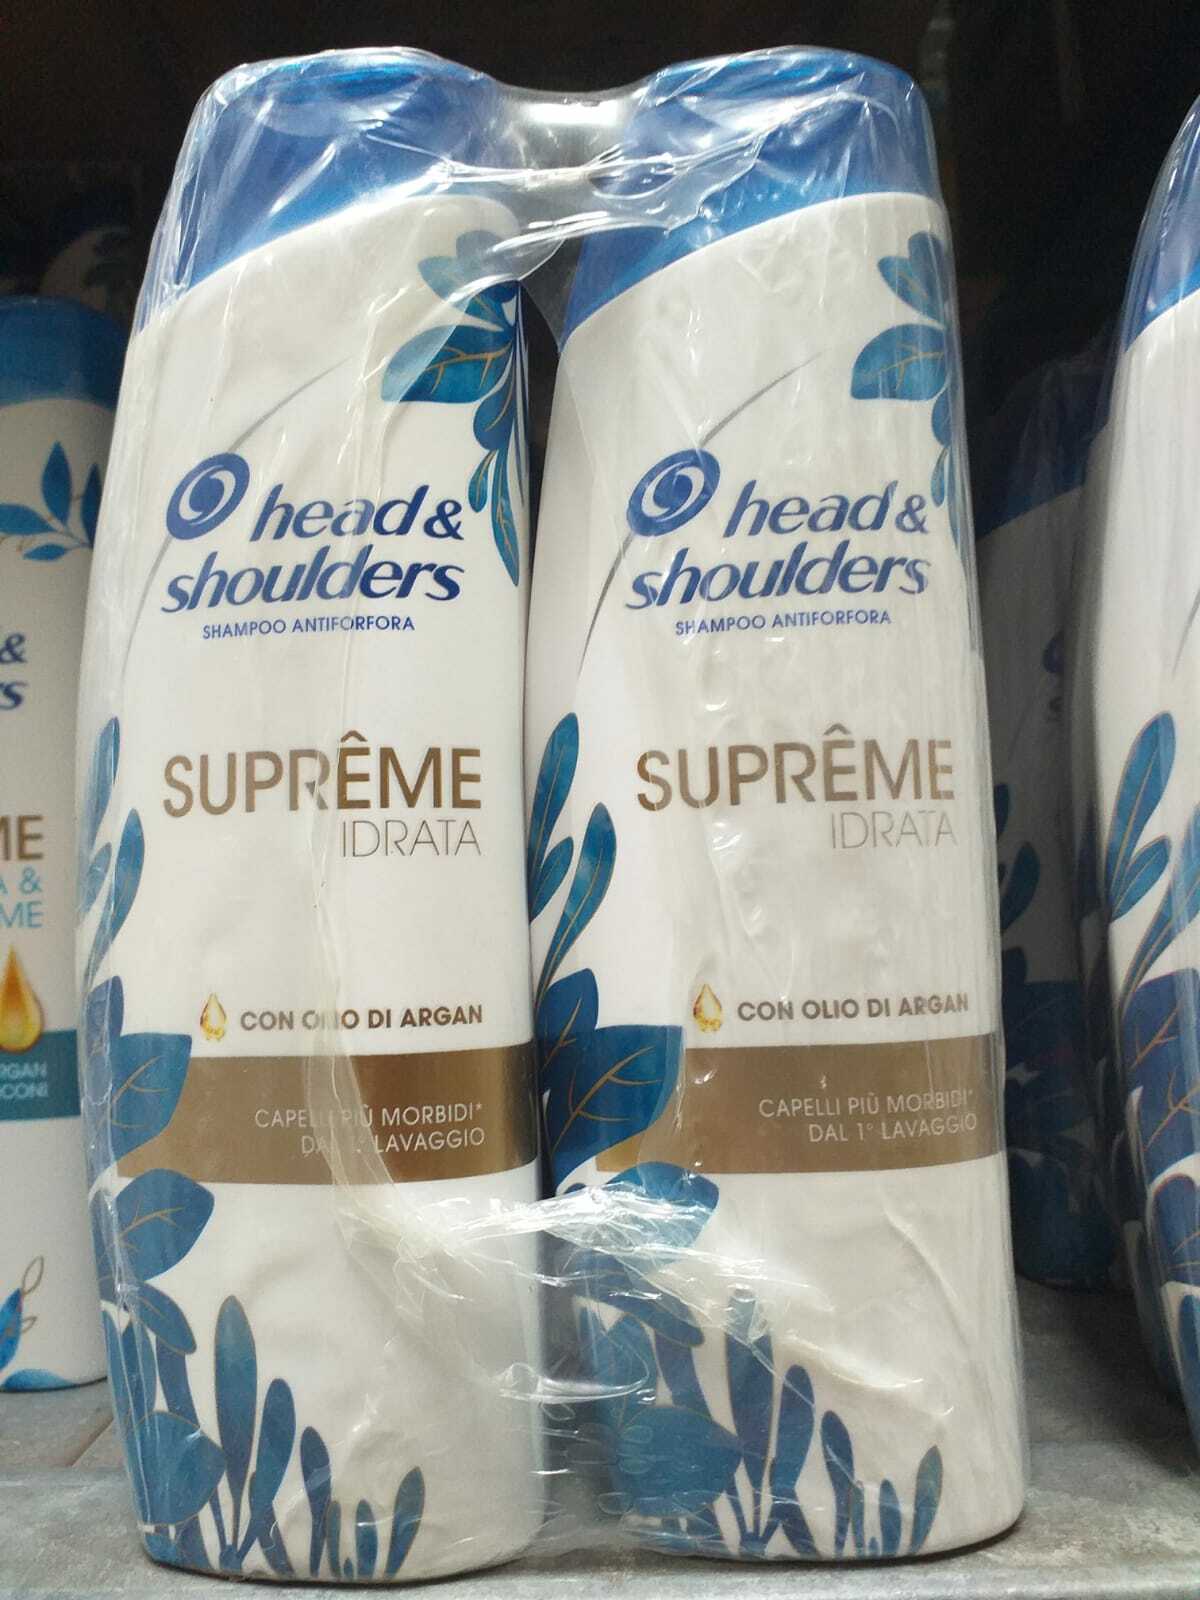 head &
shoulders
SHAMPOO ANTIFORFORA
SUPRÊME
IDRATA
CON OLIO DI ARGAN
CAPELLI PIÙ MORBIDI*
DAL 1° LAVAGGIO
head &
shoulders
SHAMPOO ANTIFORFORA
SUPRÊME
IDRATA
CON OLIO DI ARGAN
CAPELLI PIÙ MORBIDI*
DAL 1° LAVAGGIO